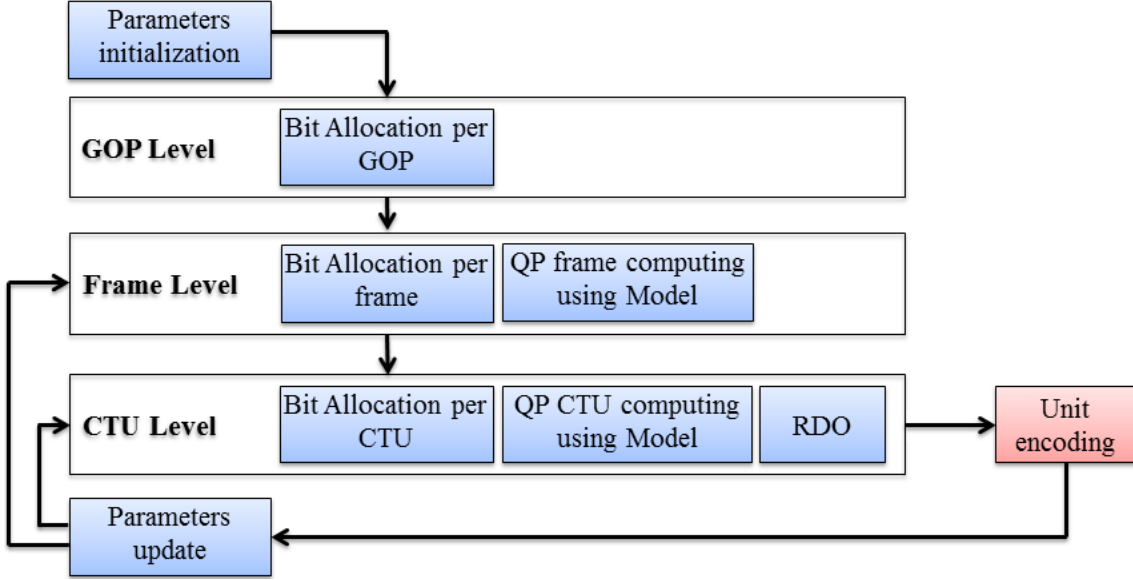 Parameters
initialization
GOP Level
Bit Allocation per
GOP
Frame Level
Bit Allocation per
frame
QP frame computing
using Model
CTU Level
Bit Allocation per
CTU
QP CTU computing
using Model
RDO
Unit
encoding
Parameters
update